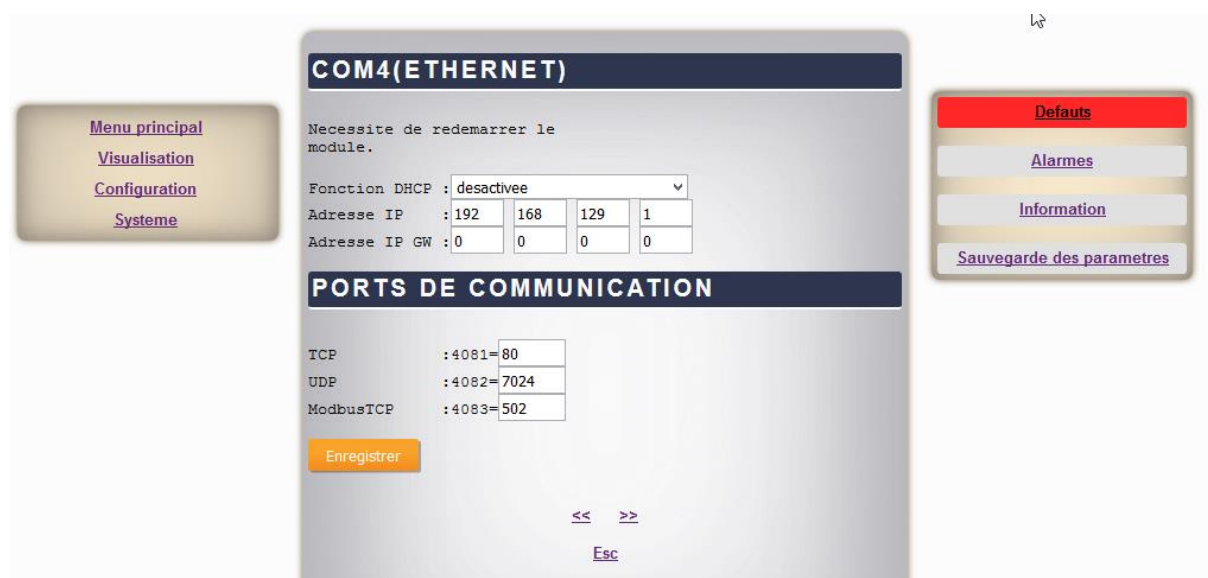 Menu principal
Visualisation
Configuration
Systeme
COM4(ETHERNET)
Necessite de redemarrer le
module.
Fonction DHCP : desactivee
Adresse IP : 192 168 129 1
Adresse IP GW : 0 0 0 0
PORTS DE COMMUNICATION
TCP :4081= 80
UDP :4082= 7024
ModbusTCP :4083= 502
Enregistrer
<< >>
Esc
Defauts
Alarmes
Information
Sauvegarde des parametres